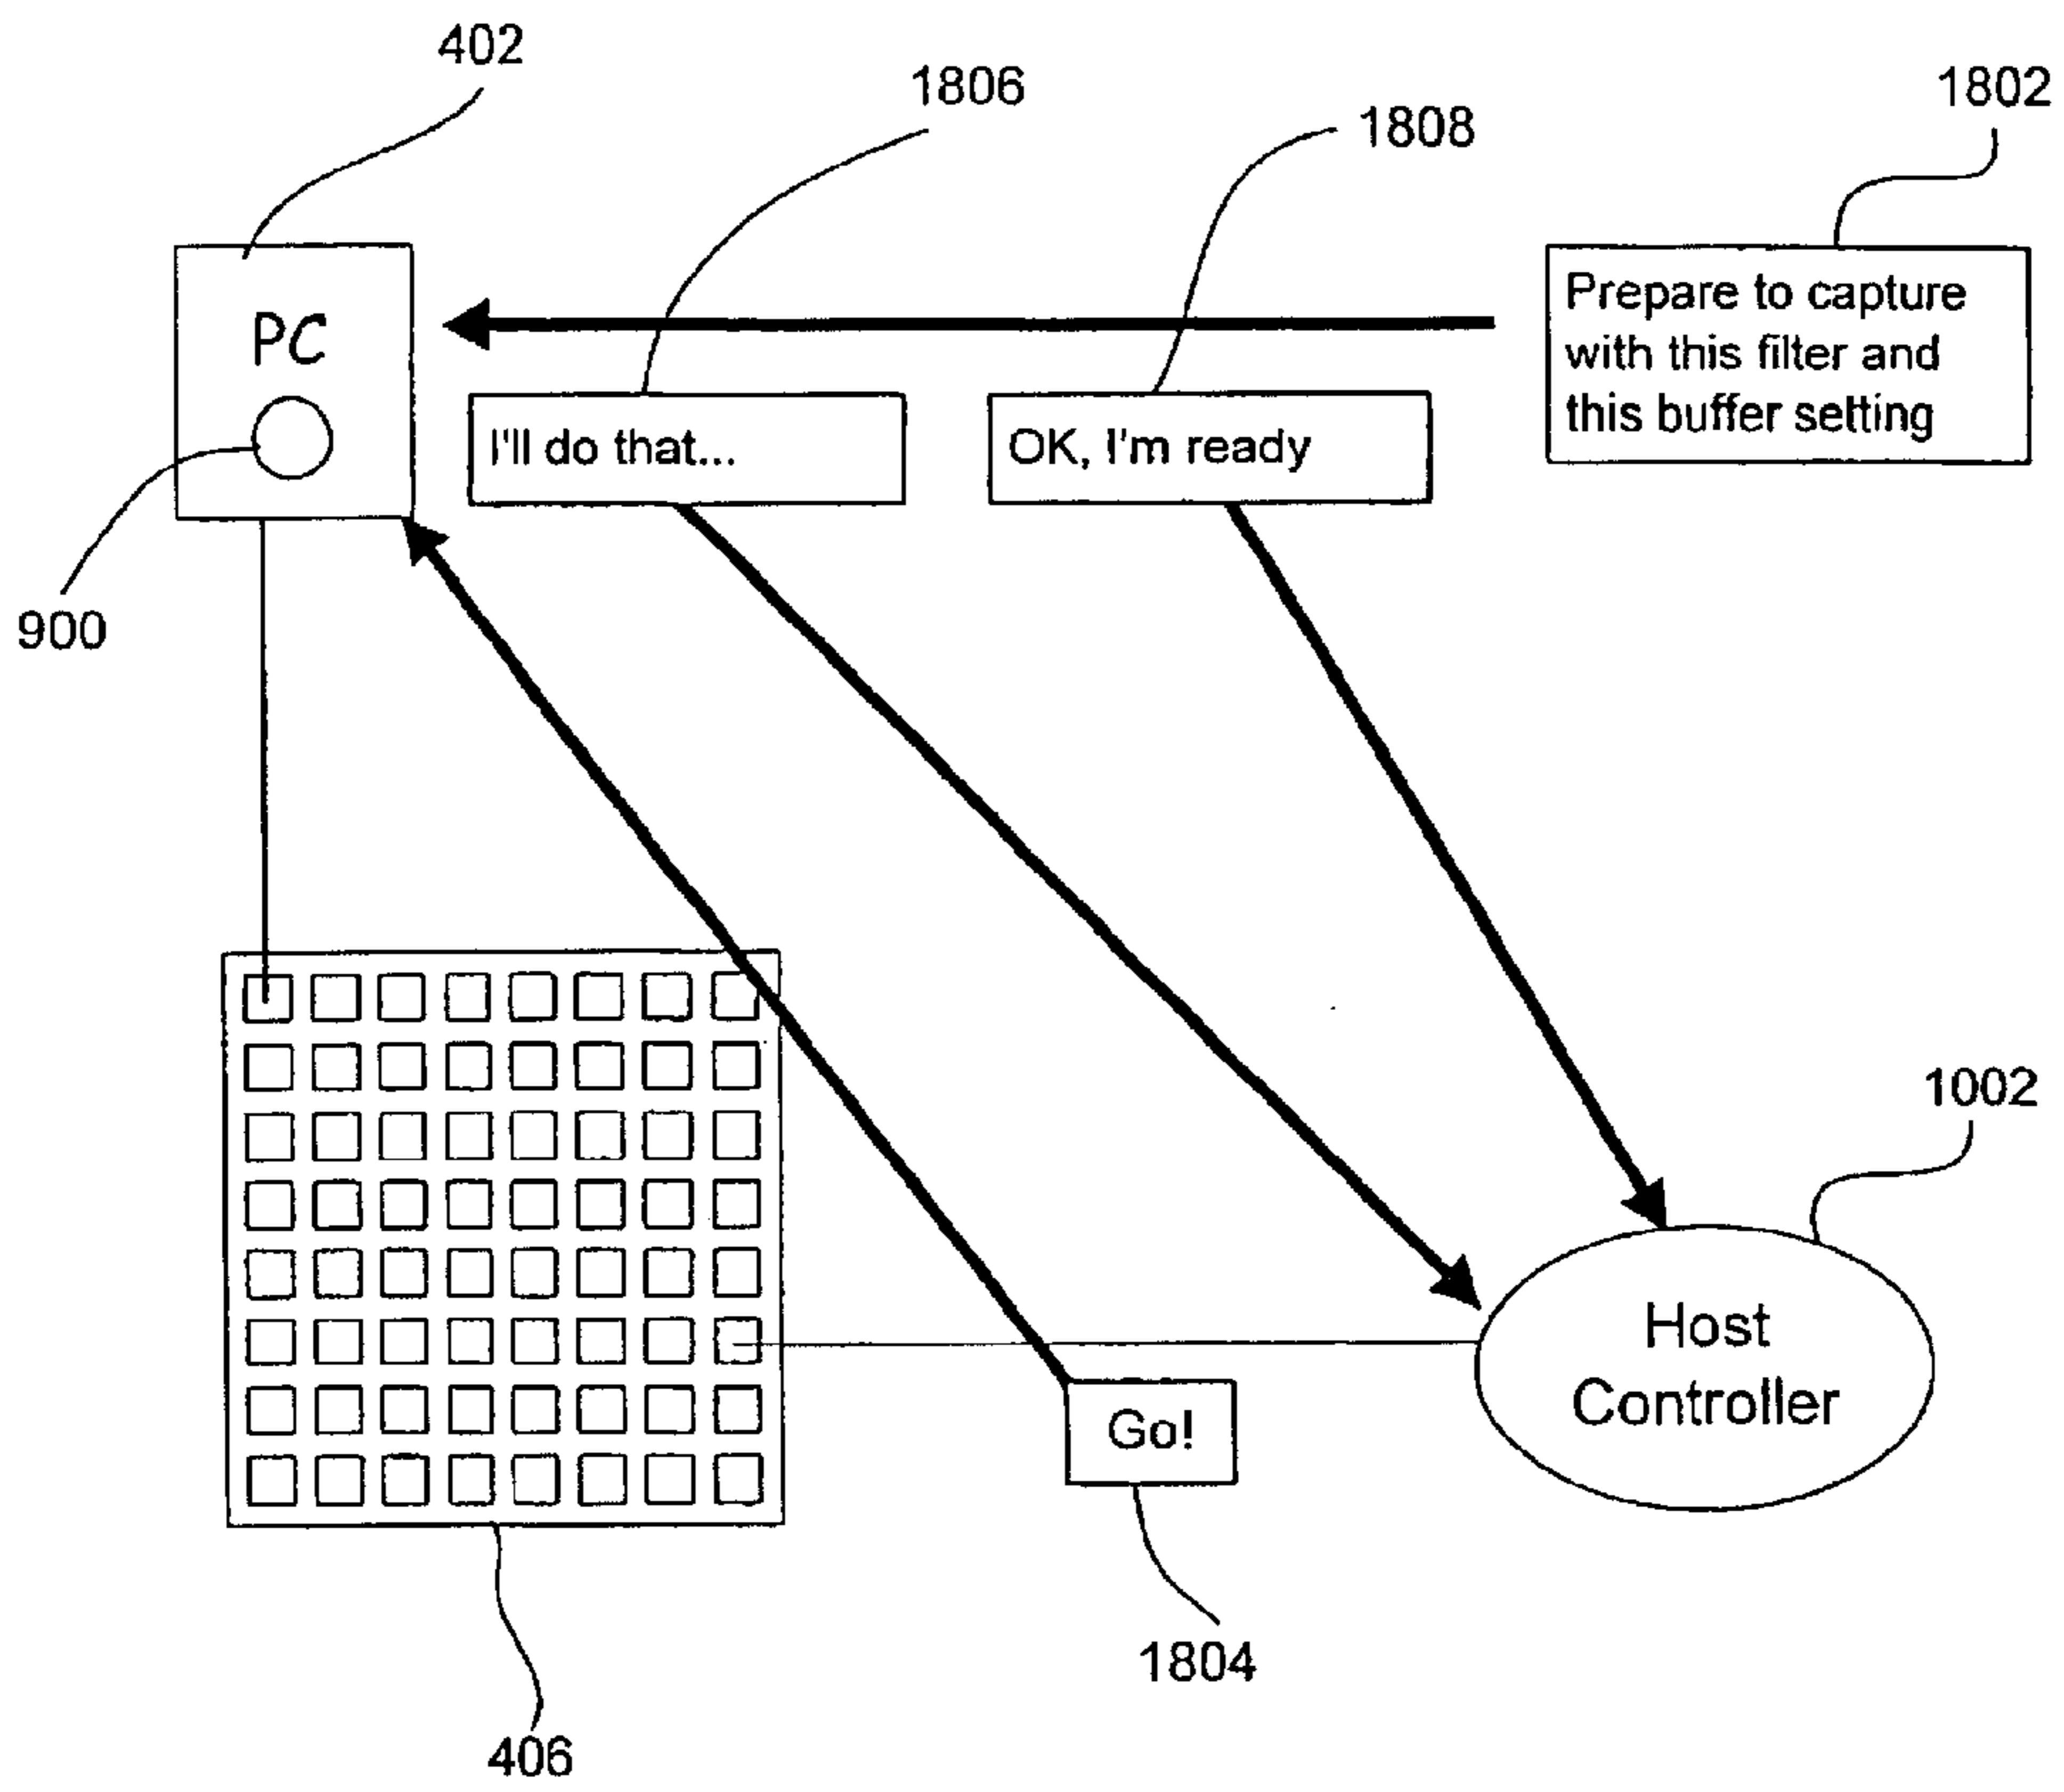 402
1806
1808
1802
PC
Prepare to capture
with this filter and
this buffer setting
I'll do that...
OK, I'm ready
900
1002
Host
Controller
Go!
1804
406